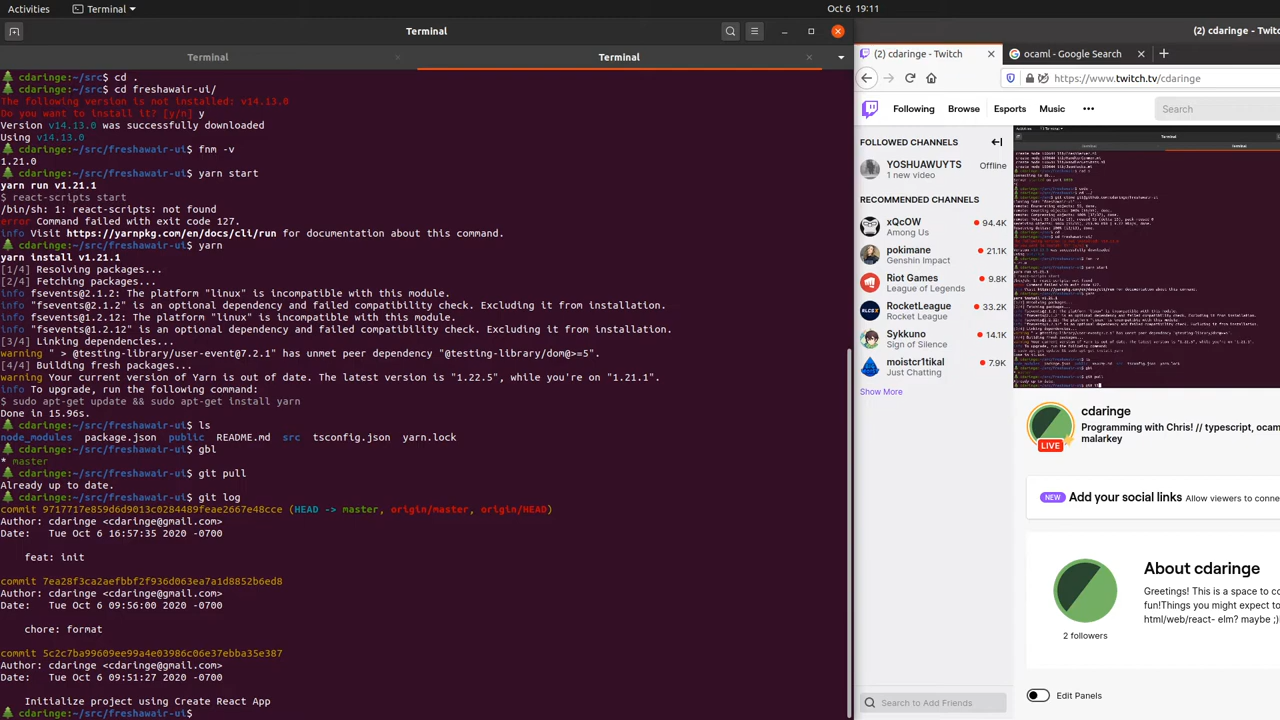 Activities
Terminal
Oct 6 19:11
Terminal
Terminal
Terminal
cdaringe:~/src$ cd .
cdaringe:~/src$ cd freshawair-ui/
The following version is not installed: v14.13.0
Do you want to install it? [y/n] y
Version v14.13.0 was successfully downloaded
Using v14.13.0
cdaringe:~/src/freshawair-ui$ fnm -v
1.21.0
cdaringe:~/src/freshawair-ui$ yarn start
yarn run v1.21.1
$ react-scripts start
/bin/sh: 1: react-scripts: not found
error Command failed with exit code 127.
info Visit https://yarnpkg.com/en/docs/cli/run for documentation about this command.
cdaringe:~/src/freshawair-ui$ yarn
yarn install v1.21.1
[1/4] Resolving packages...
[2/4] Fetching packages...
info fsevents@2.1.2: The platform "linux" is incompatible with this module.
info "fsevents@2.1.2" is an optional dependency and failed compatibility check. Excluding it from installation.
info fsevents@1.2.12: The platform "linux" is incompatible with this module.
info "fsevents@1.2.12" is an optional dependency and failed compatibility check. Excluding it from installation.
[3/4] Linking dependencies...
warning " > @testing-library/user-event@7.2.1" has unmet peer dependency "@testing-library/dom@>=5".
[4/4] Building fresh packages...
warning Your current version of Yarn is out of date. The latest version is "1.22.5", while you're on "1.21.1".
info To upgrade, run the following command:
$ sudo apt-get update && sudo apt-get install yarn
Done in 15.96s.
cdaringe:~/src/freshawair-ui$ ls
node_modules package.json public README.md src tsconfig.json yarn.lock
cdaringe:~/src/freshawair-ui$ gbl
* master
cdaringe:~/src/freshawair-ui$ git pull
Already up to date.
cdaringe:~/src/freshawair-ui$ git log
commit 9717717e859d6d9013c0284489feae2667e48cce (HEAD -> master, origin/master, origin/HEAD)
Author: cdaringe <cdaringe@gmail.com>
Date: Tue Oct 6 16:57:35 2020 -0700
feat: init
commit 7ea28f3ca2aefbbf2f936d063ea7a1d8852b6ed8
Author: cdaringe <cdaringe@gmail.com>
Date: Tue Oct 6 09:56:00 2020 -0700
chore: format
commit 5c2c7ba99609ee99a4e03986c06e37ebba35e387
Author: cdaringe <cdaringe@gmail.com>
Date: Tue Oct 6 09:51:27 2020 -0700
Initialize project using Create React App
cdaringe:~/src/freshawair-ui$
(2) cdaringe - Twitc
(2) cdaringe - Twitch
ocaml - Google Search
https://www.twitch.tv/cdaringe
Following
Browse
Esports
Music
Search
FOLLOWED CHANNELS
YOSHUAWUYTS Offline
1 new video
RECOMMENDED CHANNELS
xQcOW 94.4K
Among Us
pokimane 21.1K
Genshin Impact
Riot Games 9.8K
League of Legends
RocketLeague 33.2K
Rocket League
Sykkuno 14.1K
Sign of Silence
moistcr1tikal 7.9K
Just Chatting
Show More
Search to Add Friends
cdaringe
LIVE
Programming with Chris! // typescript, ocam
malarkey
NEW Add your social links Allow viewers to conne
About cdaringe
Greetings! This is a space to co
fun!Things you might expect to
html/web/react- elm? maybe ;)
2 followers
Edit Panels